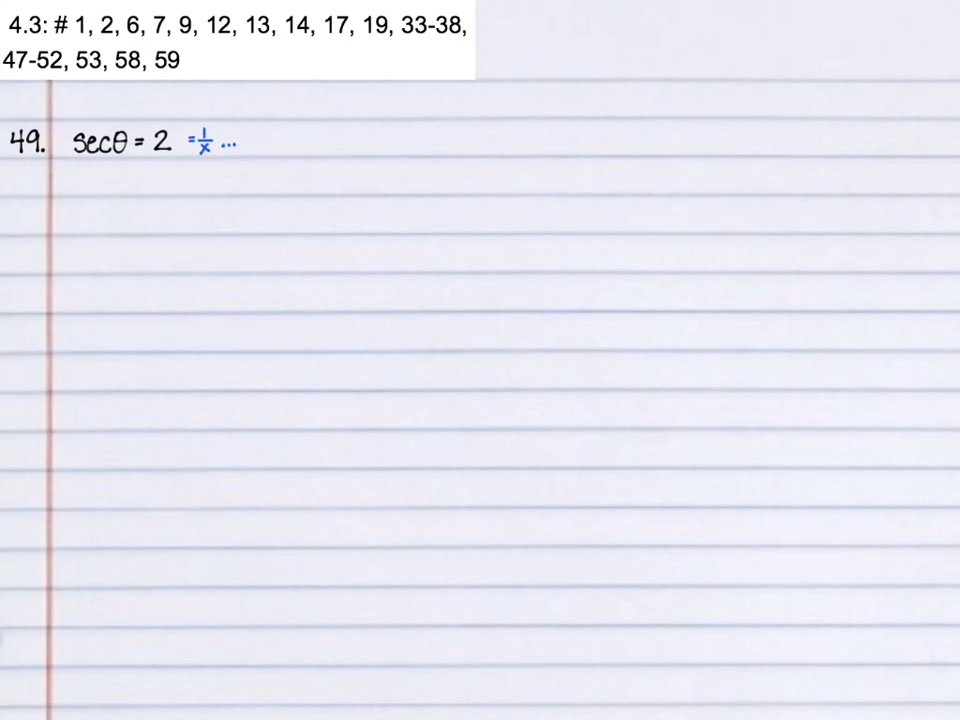 4.3: # 1, 2, 6, 7, 9, 12, 13, 14, 17, 19, 33-38,
47-52, 53, 58, 59
49. secθ = 2 = 1/x ...